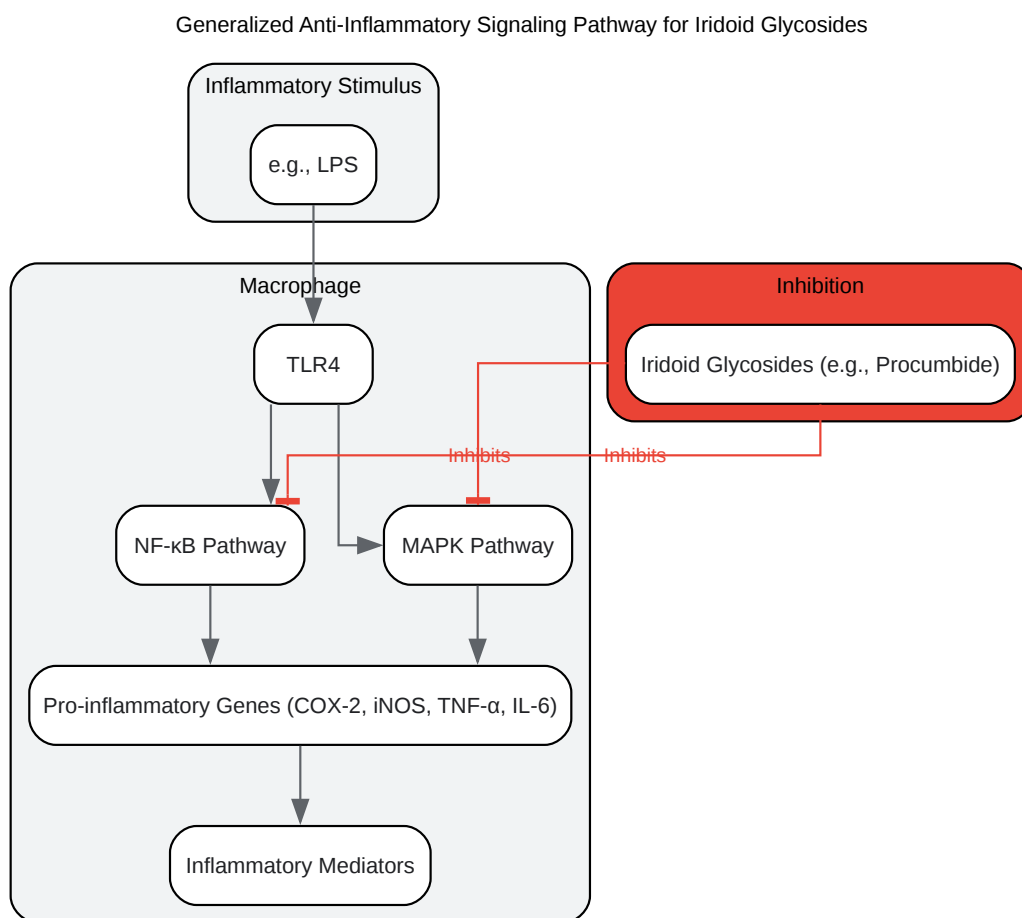 Generalized Anti-Inflammatory Signaling Pathway for Iridoid Glycosides
Inflammatory Stimulus
e.g., LPS
Macrophage
Inhibition
TLR4
Iridoid Glycosides (e.g., Procumbide)
Inhibits
Inhibits
NF-κB Pathway
MAPK Pathway
Pro-inflammatory Genes (COX-2, iNOS, TNF-α, IL-6)
Inflammatory Mediators